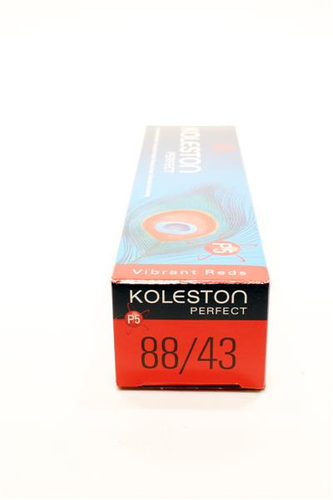 KOLESTON
PERFECT
P5
Vibrant Reds
KOLESTON
PERFECT
P5
88/43